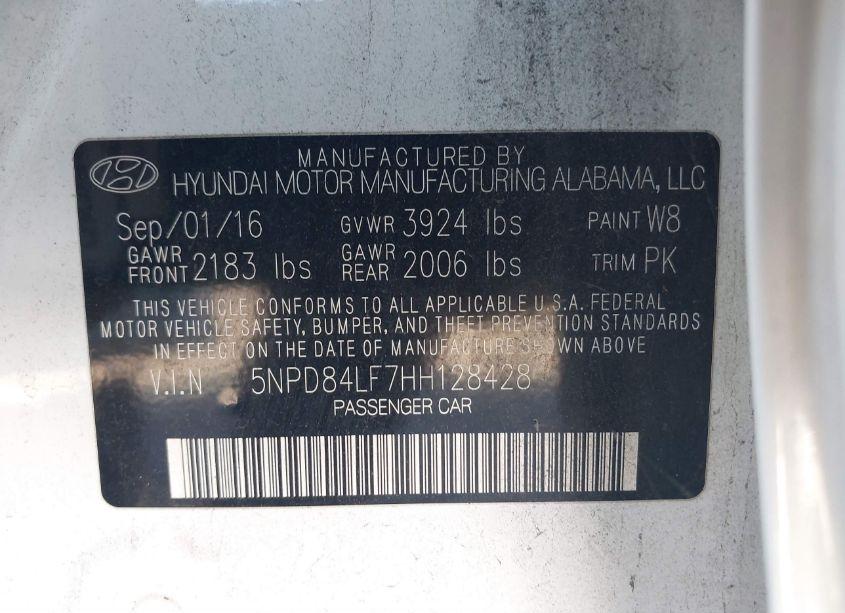 MANUFACTURED BY
HYUNDAI MOTOR MANUFACTURING ALABAMA, LLC
Sep/01/16 GVWR 3924 lbs PAINT W8
GAWR FRONT 2183 lbs GAWR REAR 2006 lbs TRIM PK
THIS VEHICLE CONFORMS TO ALL APPLICABLE U.S.A. FEDERAL
MOTOR VEHICLE SAFETY, BUMPER, AND THEFT PREVENTION STANDARDS
IN EFFECT ON THE DATE OF MANUFACTURE SHOWN ABOVE.
V.I.N 5NPD84LF7HH128428
PASSENGER CAR